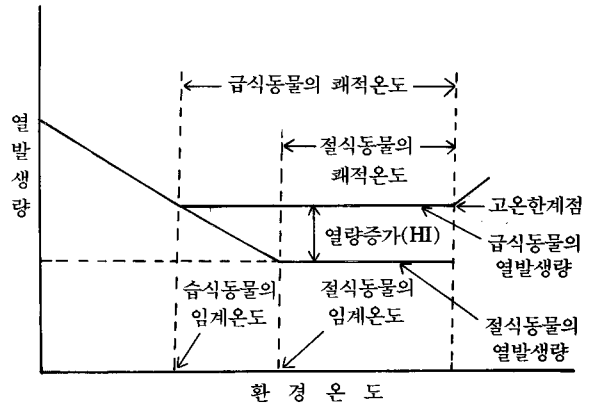 급식동물의 쾌적온도
절식동물의
쾌적온도
열발생량
고온한계점
열량증가(HI)
급식동물의
열발생량
습식동물의
임계온도
절식동물의
임계온도
절식동물의
열발생량
환경온도